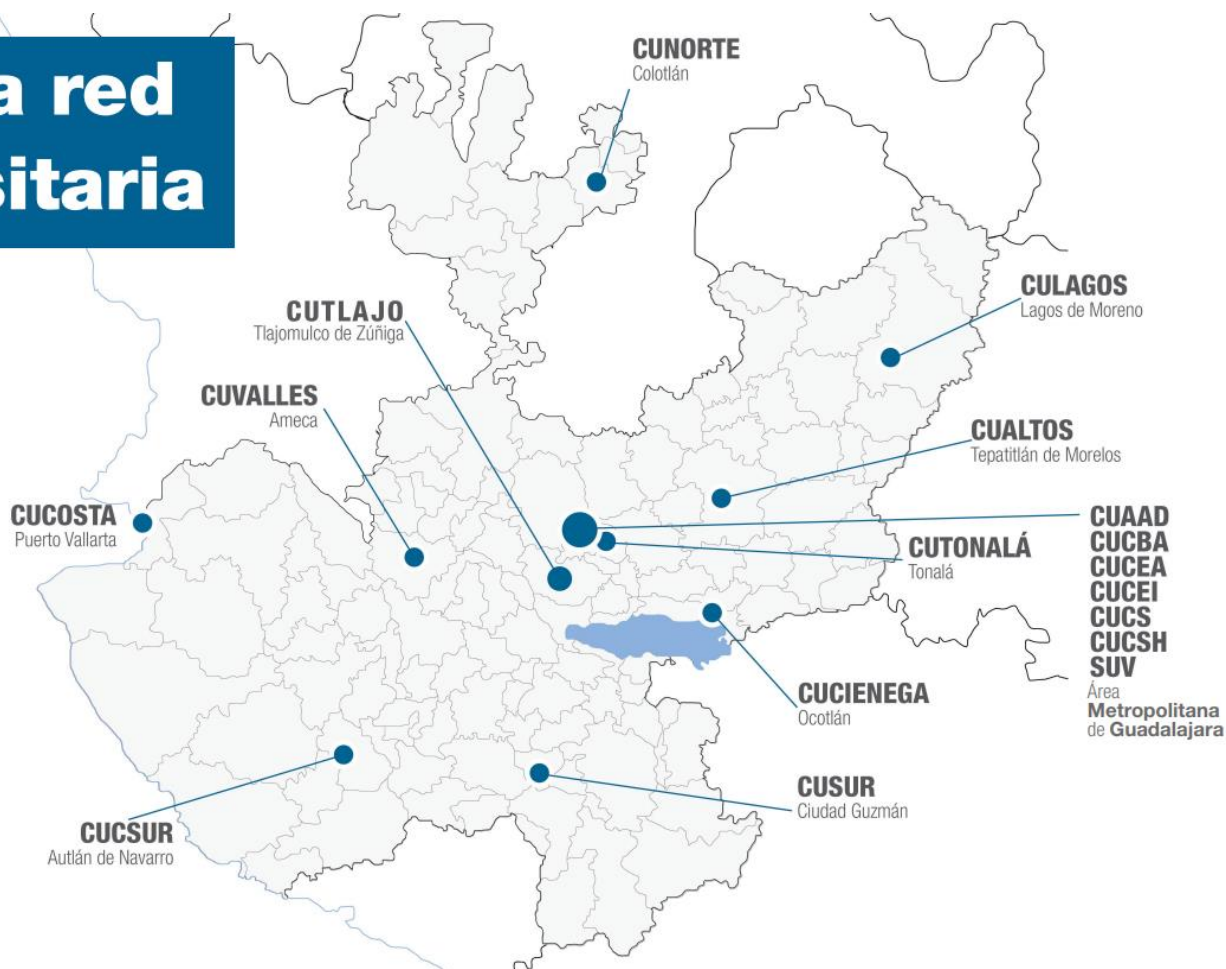 a red
sitaria
CUNORTE
Colotlán
CULAGOS
Lagos de Moreno
CUTLAJO
Tlajomulco de Zúñiga
CUVALLES
Ameca
CUALTOS
Tepatitlán de Morelos
CUCOSTA
Puerto Vallarta
CUTONALÁ
Tonalá
CUAAD
CUCBA
CUCEA
CUCEI
CUCS
CUCSH
SUV
Área
Metropolitana
de Guadalajara
CUCIENEGA
Ocotlán
CUSUR
Ciudad Guzmán
CUCSUR
Autlán de Navarro